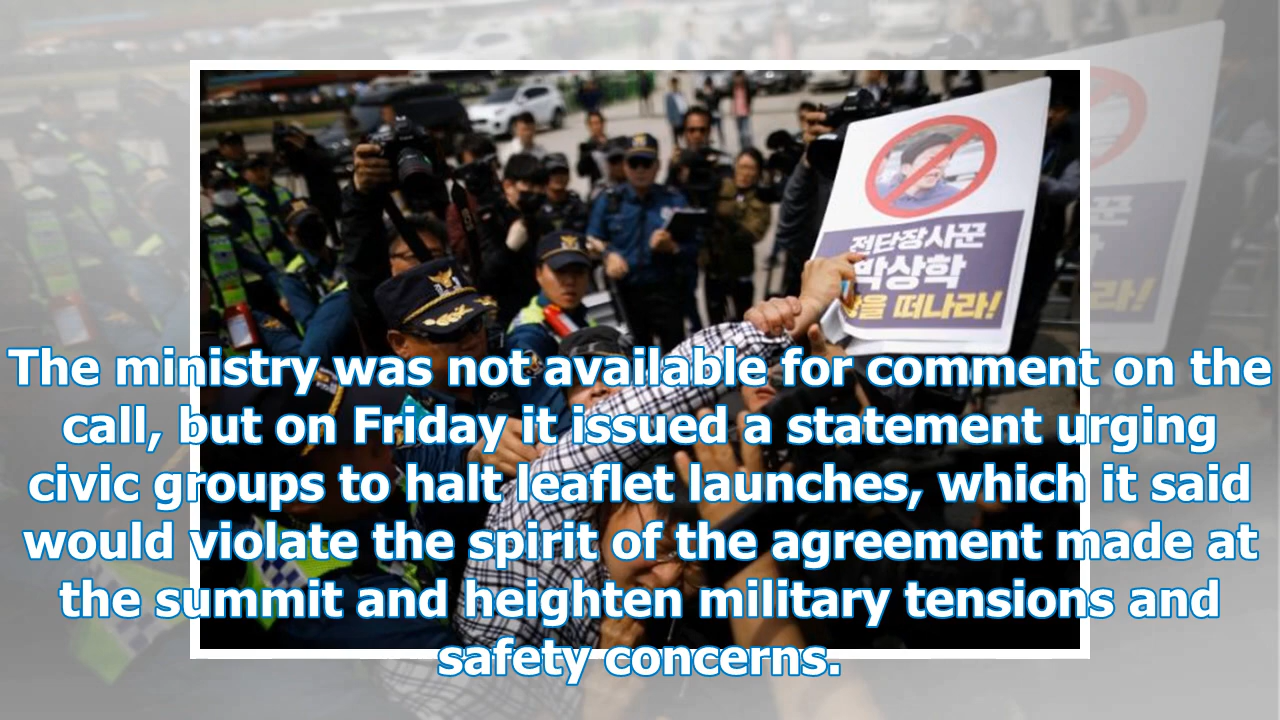 전단장사꾼
박상학
을 떠나라!
The ministry was not available for comment on the
call, but on Friday it issued a statement urging
civic groups to halt leaflet launches, which it said
would violate the spirit of the agreement made at
the summit and heighten military tensions and
safety concerns.